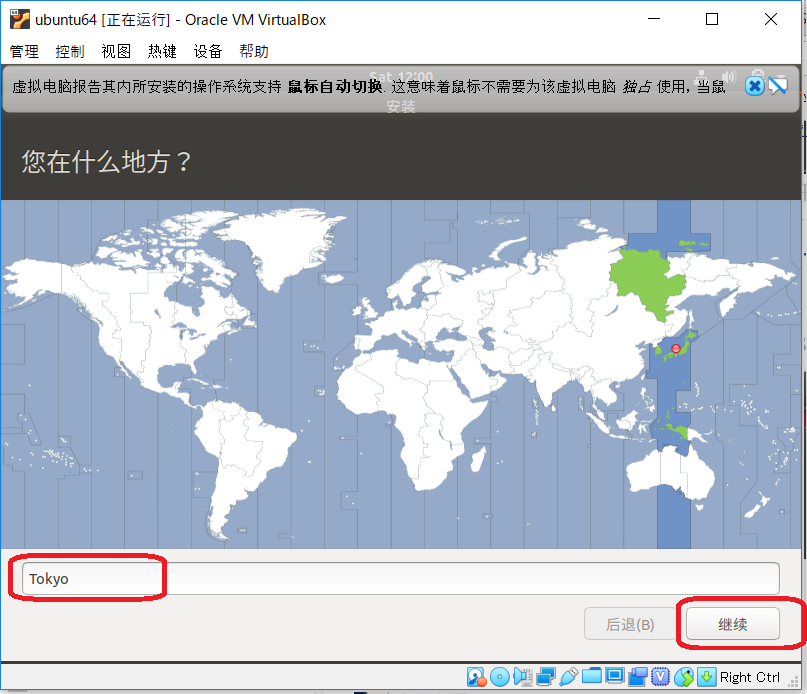 ubuntu64 [正在运行] - Oracle VM VirtualBox
管理 控制 视图 热键 设备 帮助
Sat 12:00
虚拟电脑报告其内所安装的操作系统支持 鼠标自动切换. 这意味着鼠标不需要为该虚拟电脑 独占 使用, 当鼠
安装
您在什么地方？
Tokyo
后退(B) 继续
Right Ctrl